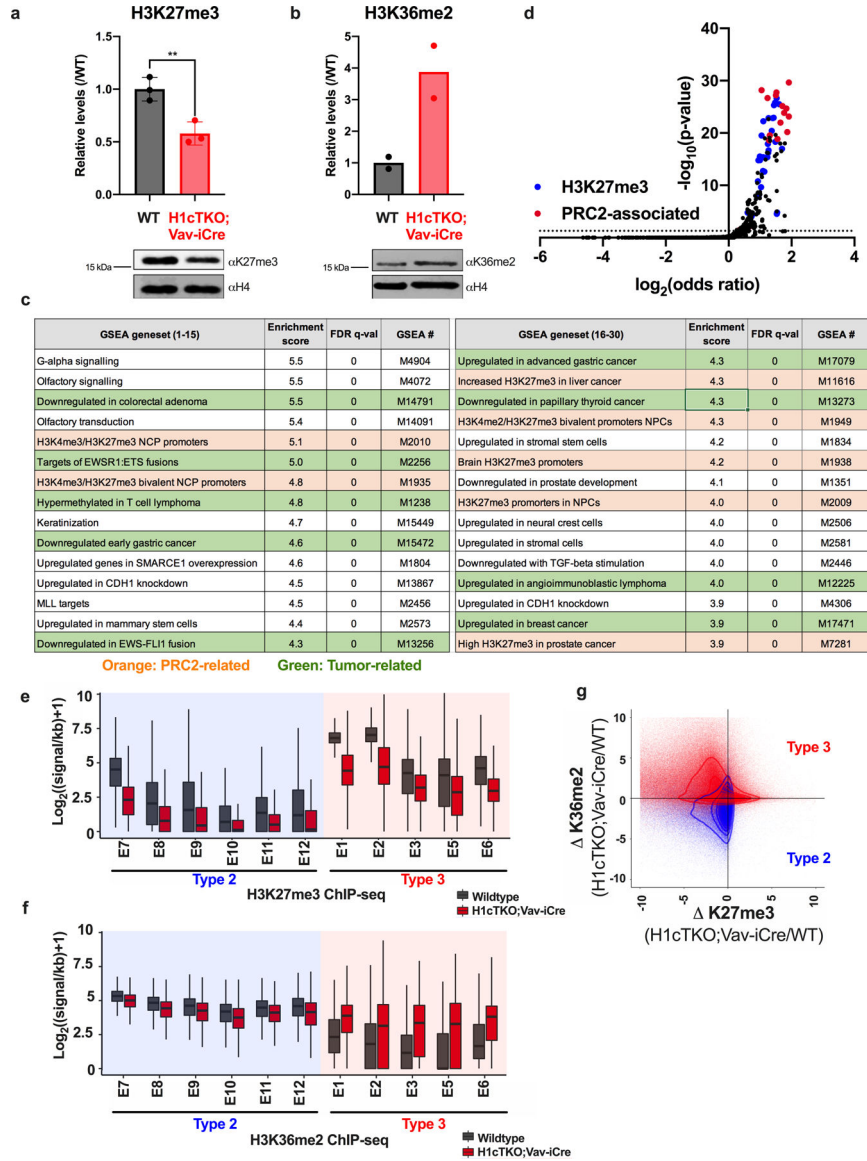 a
H3K27me3
Relative levels (/WT)
1.5
1.0
0.5
0.0
**
WT
H1cTKO;
Vav-iCre
15 kDa
αK27me3
αH4
b
H3K36me2
Relative levels (/WT)
5
4
3
2
1
0
WT
H1cTKO;
Vav-iCre
15 kDa
αK36me2
αH4
d
40
30
20
10
-log10(p-value)
H3K27me3
PRC2-associated
-6
-4
-2
0
2
4
log2(odds ratio)
c
GSEA geneset (1-15) Enrichment score FDR q-val GSEA #
G-alpha signalling 5.5 0 M4904
Olfactory signalling 5.5 0 M4072
Downregulated in colorectal adenoma 5.5 0 M14791
Olfactory transduction 5.4 0 M14091
H3K4me3/H3K27me3 NCP promoters 5.1 0 M2010
Targets of EWSR1:ETS fusions 5.0 0 M2256
H3K4me3/H3K27me3 bivalent NCP promoters 4.8 0 M1935
Hypermethylated in T cell lymphoma 4.8 0 M1238
Keratinization 4.7 0 M15449
Downregulated early gastric cancer 4.6 0 M15472
Upregulated genes in SMARCE1 overexpression 4.6 0 M1804
Upregulated in CDH1 knockdown 4.5 0 M13867
MLL targets 4.5 0 M2456
Upregulated in mammary stem cells 4.4 0 M2573
Downregulated in EWS-FLI1 fusion 4.3 0 M13256
GSEA geneset (16-30) Enrichment score FDR q-val GSEA #
Upregulated in advanced gastric cancer 4.3 0 M17079
Increased H3K27me3 in liver cancer 4.3 0 M11616
Downregulated in papillary thyroid cancer 4.3 0 M13273
H3K4me2/H3K27me3 bivalent promoters NPCs 4.3 0 M1949
Upregulated in stromal stem cells 4.2 0 M1834
Brain H3K27me3 promoters 4.2 0 M1938
Downregulated in prostate development 4.1 0 M1351
H3K27me3 promoters in NPCs 4.0 0 M2009
Upregulated in neural crest cells 4.0 0 M2506
Upregulated in stromal cells 4.0 0 M2581
Downregulated with TGF-beta stimulation 4.0 0 M2446
Upregulated in angioimmunoblastic lymphoma 4.0 0 M12225
Upregulated in CDH1 knockdown 3.9 0 M4306
Upregulated in breast cancer 3.9 0 M17471
High H3K27me3 in prostate cancer 3.9 0 M7281
Orange: PRC2-related Green: Tumor-related
e
Log2((signal/kb)+1)
10
7.5
5
2.5
0
E7 E8 E9 E10 E11 E12 E1 E2 E3 E5 E6
Type 2 Type 3
H3K27me3 ChIP-seq
Wildtype
H1cTKO;Vav-iCre
f
Log2((signal/kb)+1)
10
7.5
5
2.5
0
E7 E8 E9 E10 E11 E12 E1 E2 E3 E5 E6
Type 2 Type 3
H3K36me2 ChIP-seq
Wildtype
H1cTKO;Vav-iCre
g
Δ K36me2
(H1cTKO;Vav-iCre/WT)
10
5
0
-5
-10
Type 3
Type 2
-10 -5 0 5 10
Δ K27me3
(H1cTKO;Vav-iCre/WT)